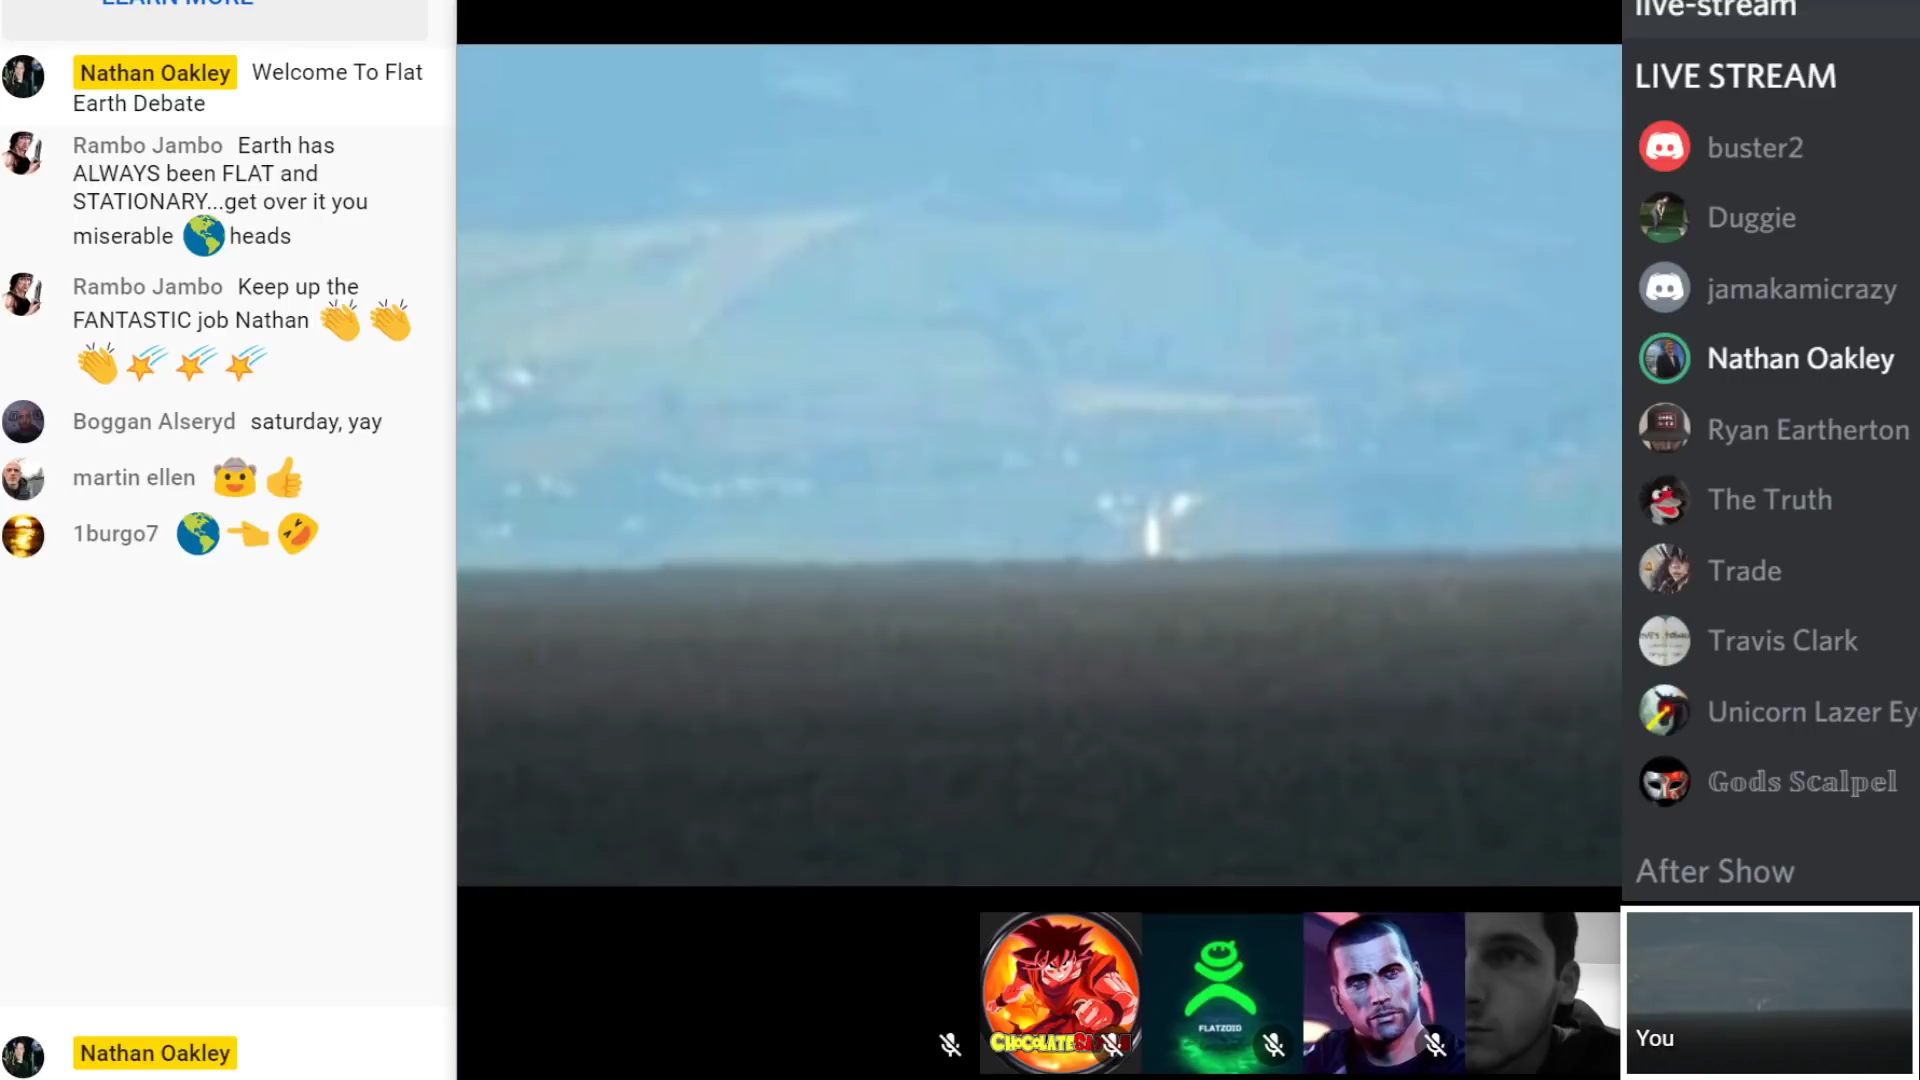 LEARN MORE
Nathan Oakley Welcome To Flat
Earth Debate
Rambo Jambo Earth has
ALWAYS been FLAT and
STATIONARY...get over it you
miserable heads
Rambo Jambo Keep up the
FANTASTIC job Nathan
Boggan Alseryd saturday, yay
martin ellen
1burgo7
Nathan Oakley
FLATZOID
live-stream
LIVE STREAM
buster2
Duggie
jamakamicrazy
Nathan Oakley
Ryan Eartherton
The Truth
Trade
Travis Clark
Unicorn Lazer Ey
Gods Scalpel
After Show
You